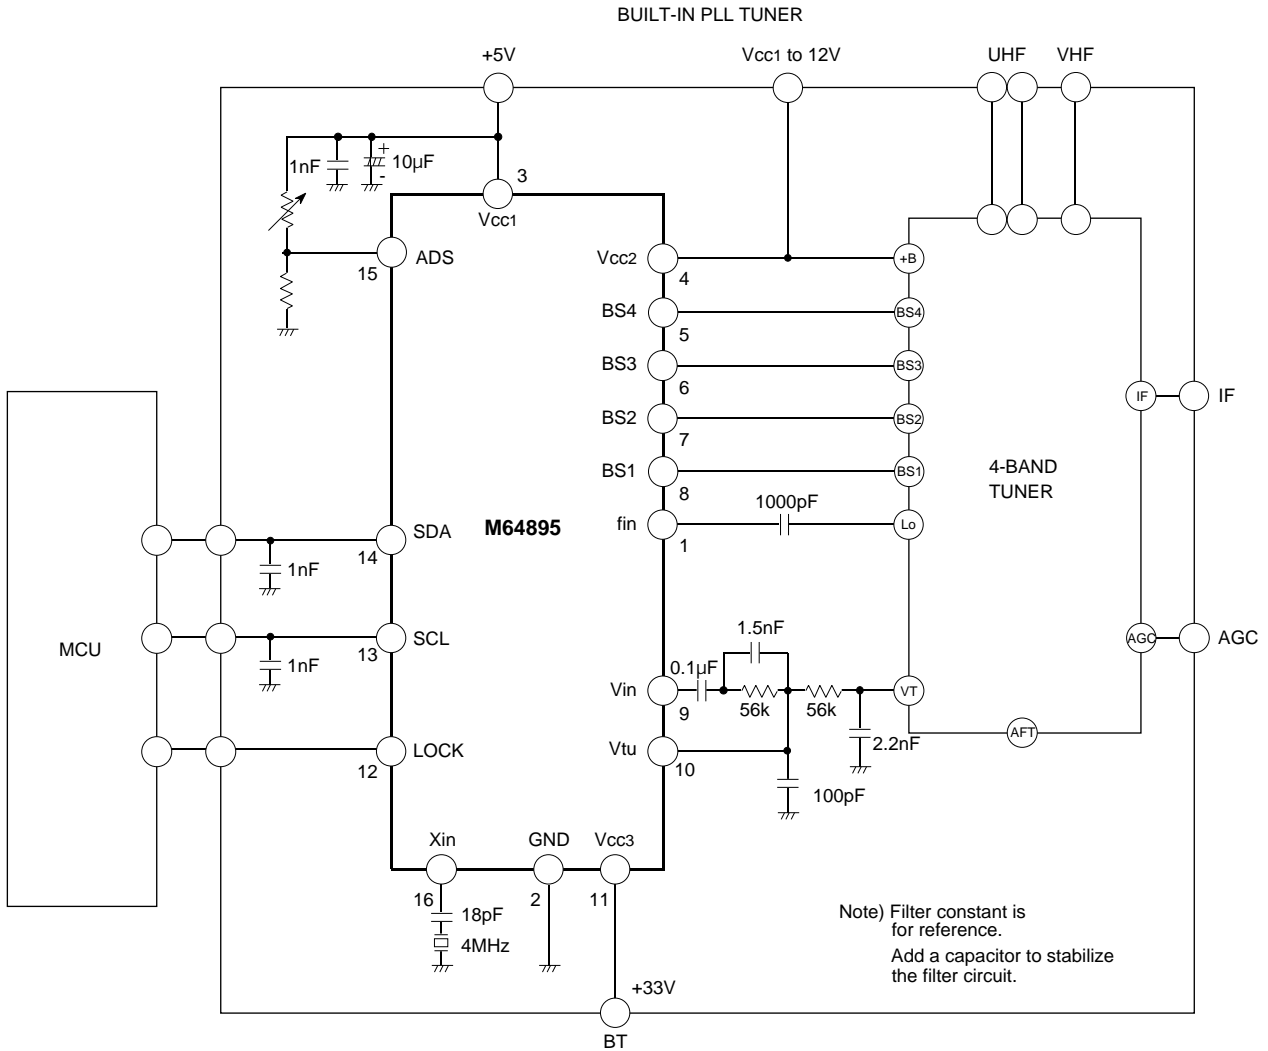 BUILT-IN PLL TUNER
+5V
Vcc1 to 12V
UHF
VHF
1nF
+
-
10µF
3
Vcc1
ADS
15
Vcc2
4
+B
BS4
5
BS4
BS3
6
BS3
BS2
7
BS2
BS1
8
BS1
IF
IF
4-BAND
TUNER
1000pF
fin
1
Lo
M64895
SDA
14
1nF
SCL
13
1nF
MCU
LOCK
12
AGC
AGC
1.5nF
0.1µF
Vin
9
56k
56k
VT
2.2nF
AFT
Vtu
10
100pF
Xin
GND
Vcc3
16
2
11
18pF
4MHz
Note) Filter constant is
for reference.
Add a capacitor to stabilize
the filter circuit.
+33V
BT